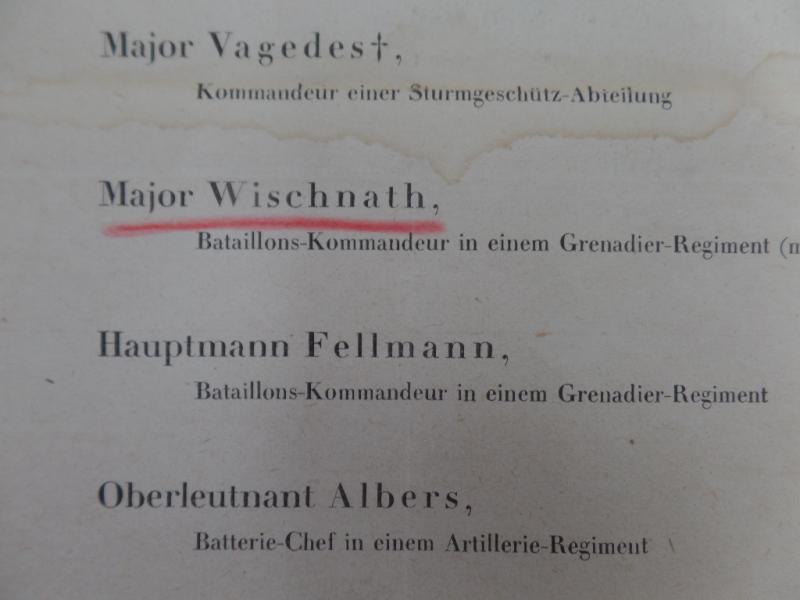 Major Vagedes†,
Kommandeur einer Sturmgeschütz-Abteilung
Major Wischnath,
Bataillons-Kommandeur in einem Grenadier-Regiment (m
Hauptmann Fellmann,
Bataillons-Kommandeur in einem Grenadier-Regiment
Oberleutnant Albers,
Batterie-Chef in einem Artillerie-Regiment